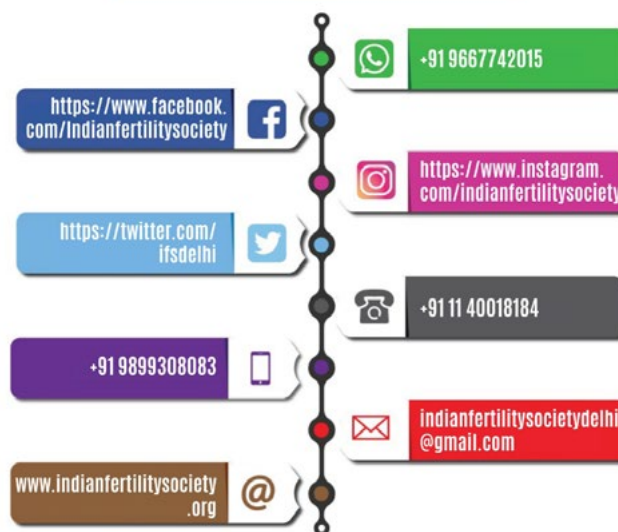 +91 9667742015
https://www.facebook.
com/Indianfertilitysociety
https://www.instagram.
com/indianfertilitysociety
https://twitter.com/
ifsdelhi
+91 11 40018184
+91 9899308083
indianfertilitysocietydelhi
@gmail.com
www.indianfertilitysociety
.org
@